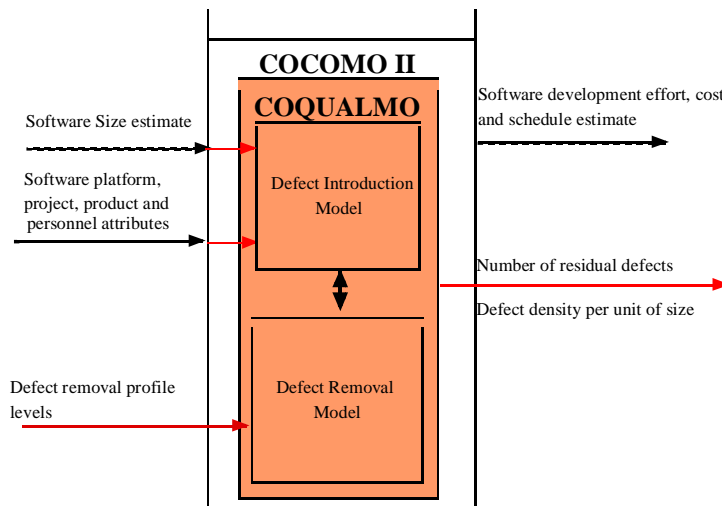 COCOMO II
COQUALMO
Software Size estimate
Software platform,
project, product and
personnel attributes
Defect Introduction
Model
Software development effort, cost
and schedule estimate
Number of residual defects
Defect density per unit of size
Defect removal profile
levels
Defect Removal
Model